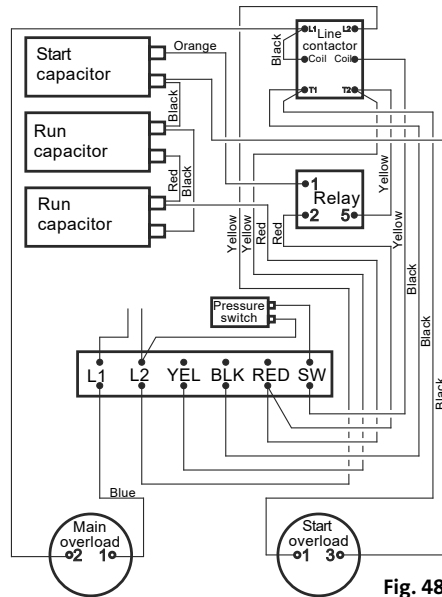 Start
capacitor
Orange
Black
Run
capacitor
Red
Black
Run
capacitor
L1
L2
Line
contactor
Black
Coil
Coil
T1
T2
1
Relay
2
5
Yellow
Yellow
Black
Black
Yellow
Yellow
Red
Red
Pressure
switch
L1
L2
YEL
BLK
RED
SW
Blue
Main
overload
2
1
Start
overload
1
3
Fig. 48